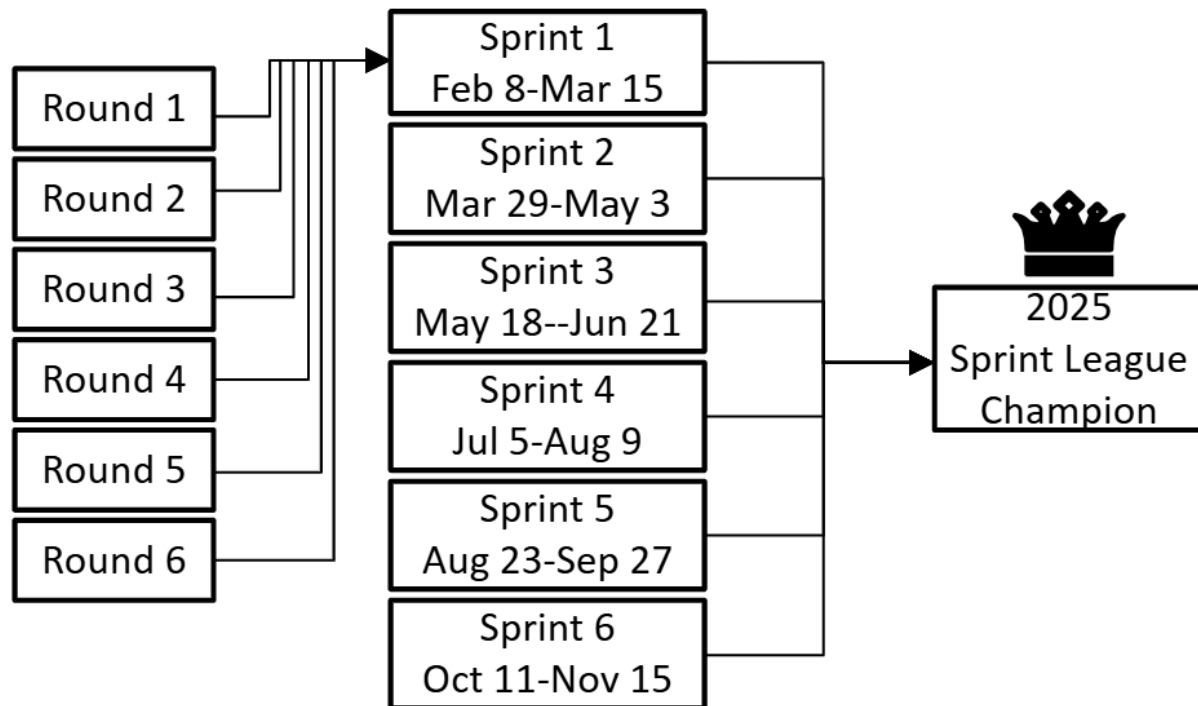 Round 1
Round 2
Round 3
Round 4
Round 5
Round 6
Sprint 1
Feb 8-Mar 15
Sprint 2
Mar 29-May 3
Sprint 3
May 18--Jun 21
Sprint 4
Jul 5-Aug 9
Sprint 5
Aug 23-Sep 27
Sprint 6
Oct 11-Nov 15
2025
Sprint League
Champion